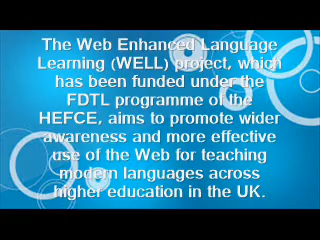 The Web Enhanced Language
Learning (WELL) project, which
has been funded under the
FDTL programme of the
HEFCE, aims to promote wider
awareness and more effective
use of the Web for teaching
modern languages across
higher education in the UK.